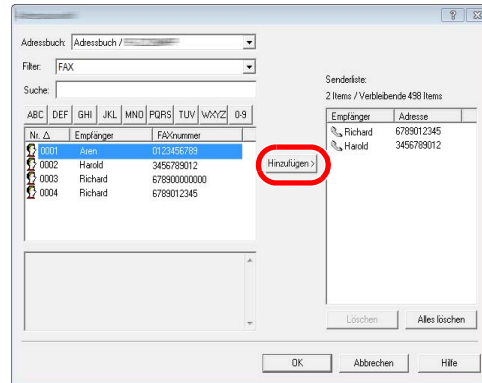 Adressbuch: Adressbuch /
Filter: FAX
Suche:
ABC DEF GHI JKL MNO PQRS TUV WXYZ 0-9
Nr. △ Empfänger FAXnummer
0001 Aren 0123456789
0002 Harold 3456789012
0003 Richard 678900000000
0004 Richard 6789012345
Hinzufügen >
Senderliste:
2 Items / Verbleibende 498 Items
Empfänger Adresse
Richard 6789012345
Harold 3456789012
Löschen Alles löschen
OK Abbrechen Hilfe